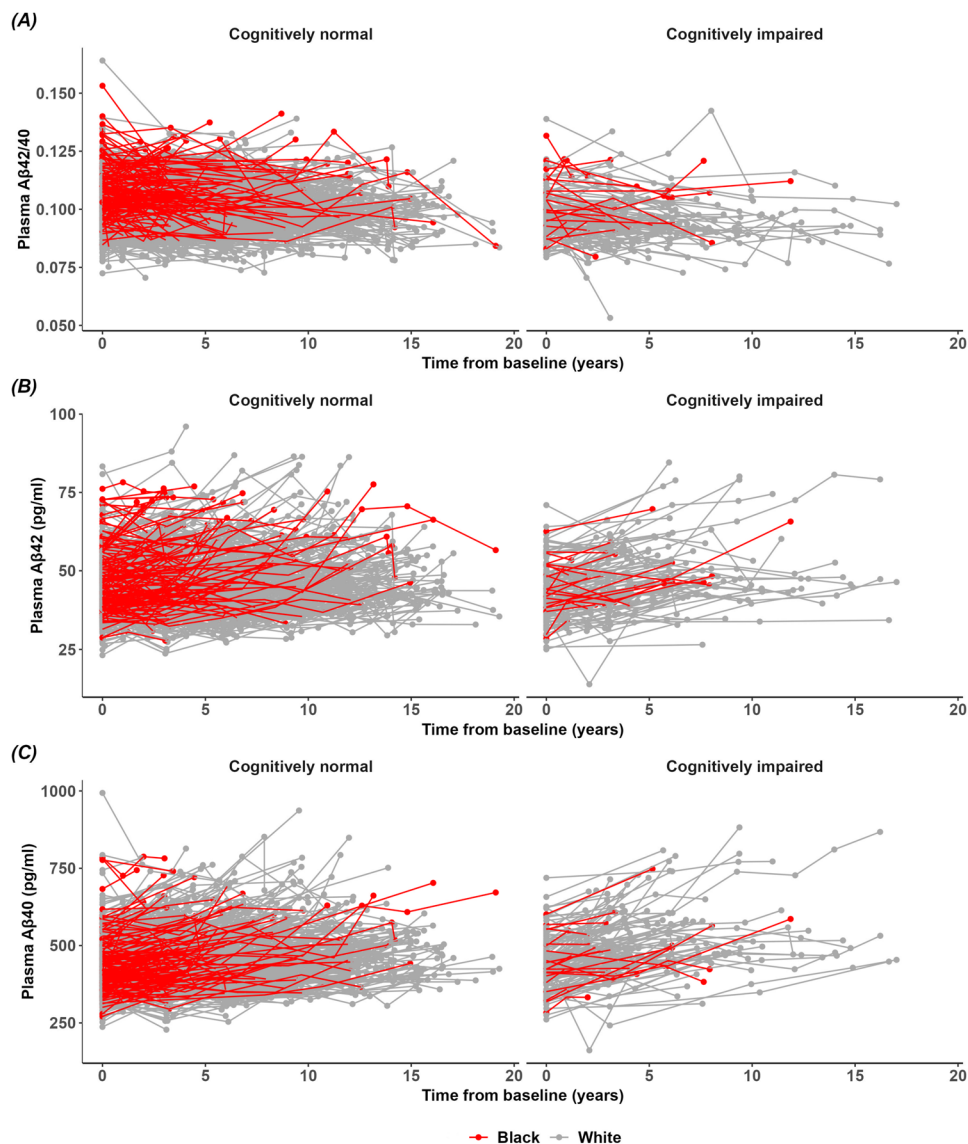 (A)
Cognitively normal Cognitively impaired
Plasma Aβ42/40
0.150
0.125
0.100
0.075
0.050
0 5 10 15 20 0 5 10 15 20
Time from baseline (years)
(B)
Cognitively normal Cognitively impaired
Plasma Aβ42 (pg/ml)
100
75
50
25
0 5 10 15 20 0 5 10 15 20
Time from baseline (years)
(C)
Cognitively normal Cognitively impaired
Plasma Aβ40 (pg/ml)
1000
750
500
250
0 5 10 15 20 0 5 10 15 20
Time from baseline (years)
Black White